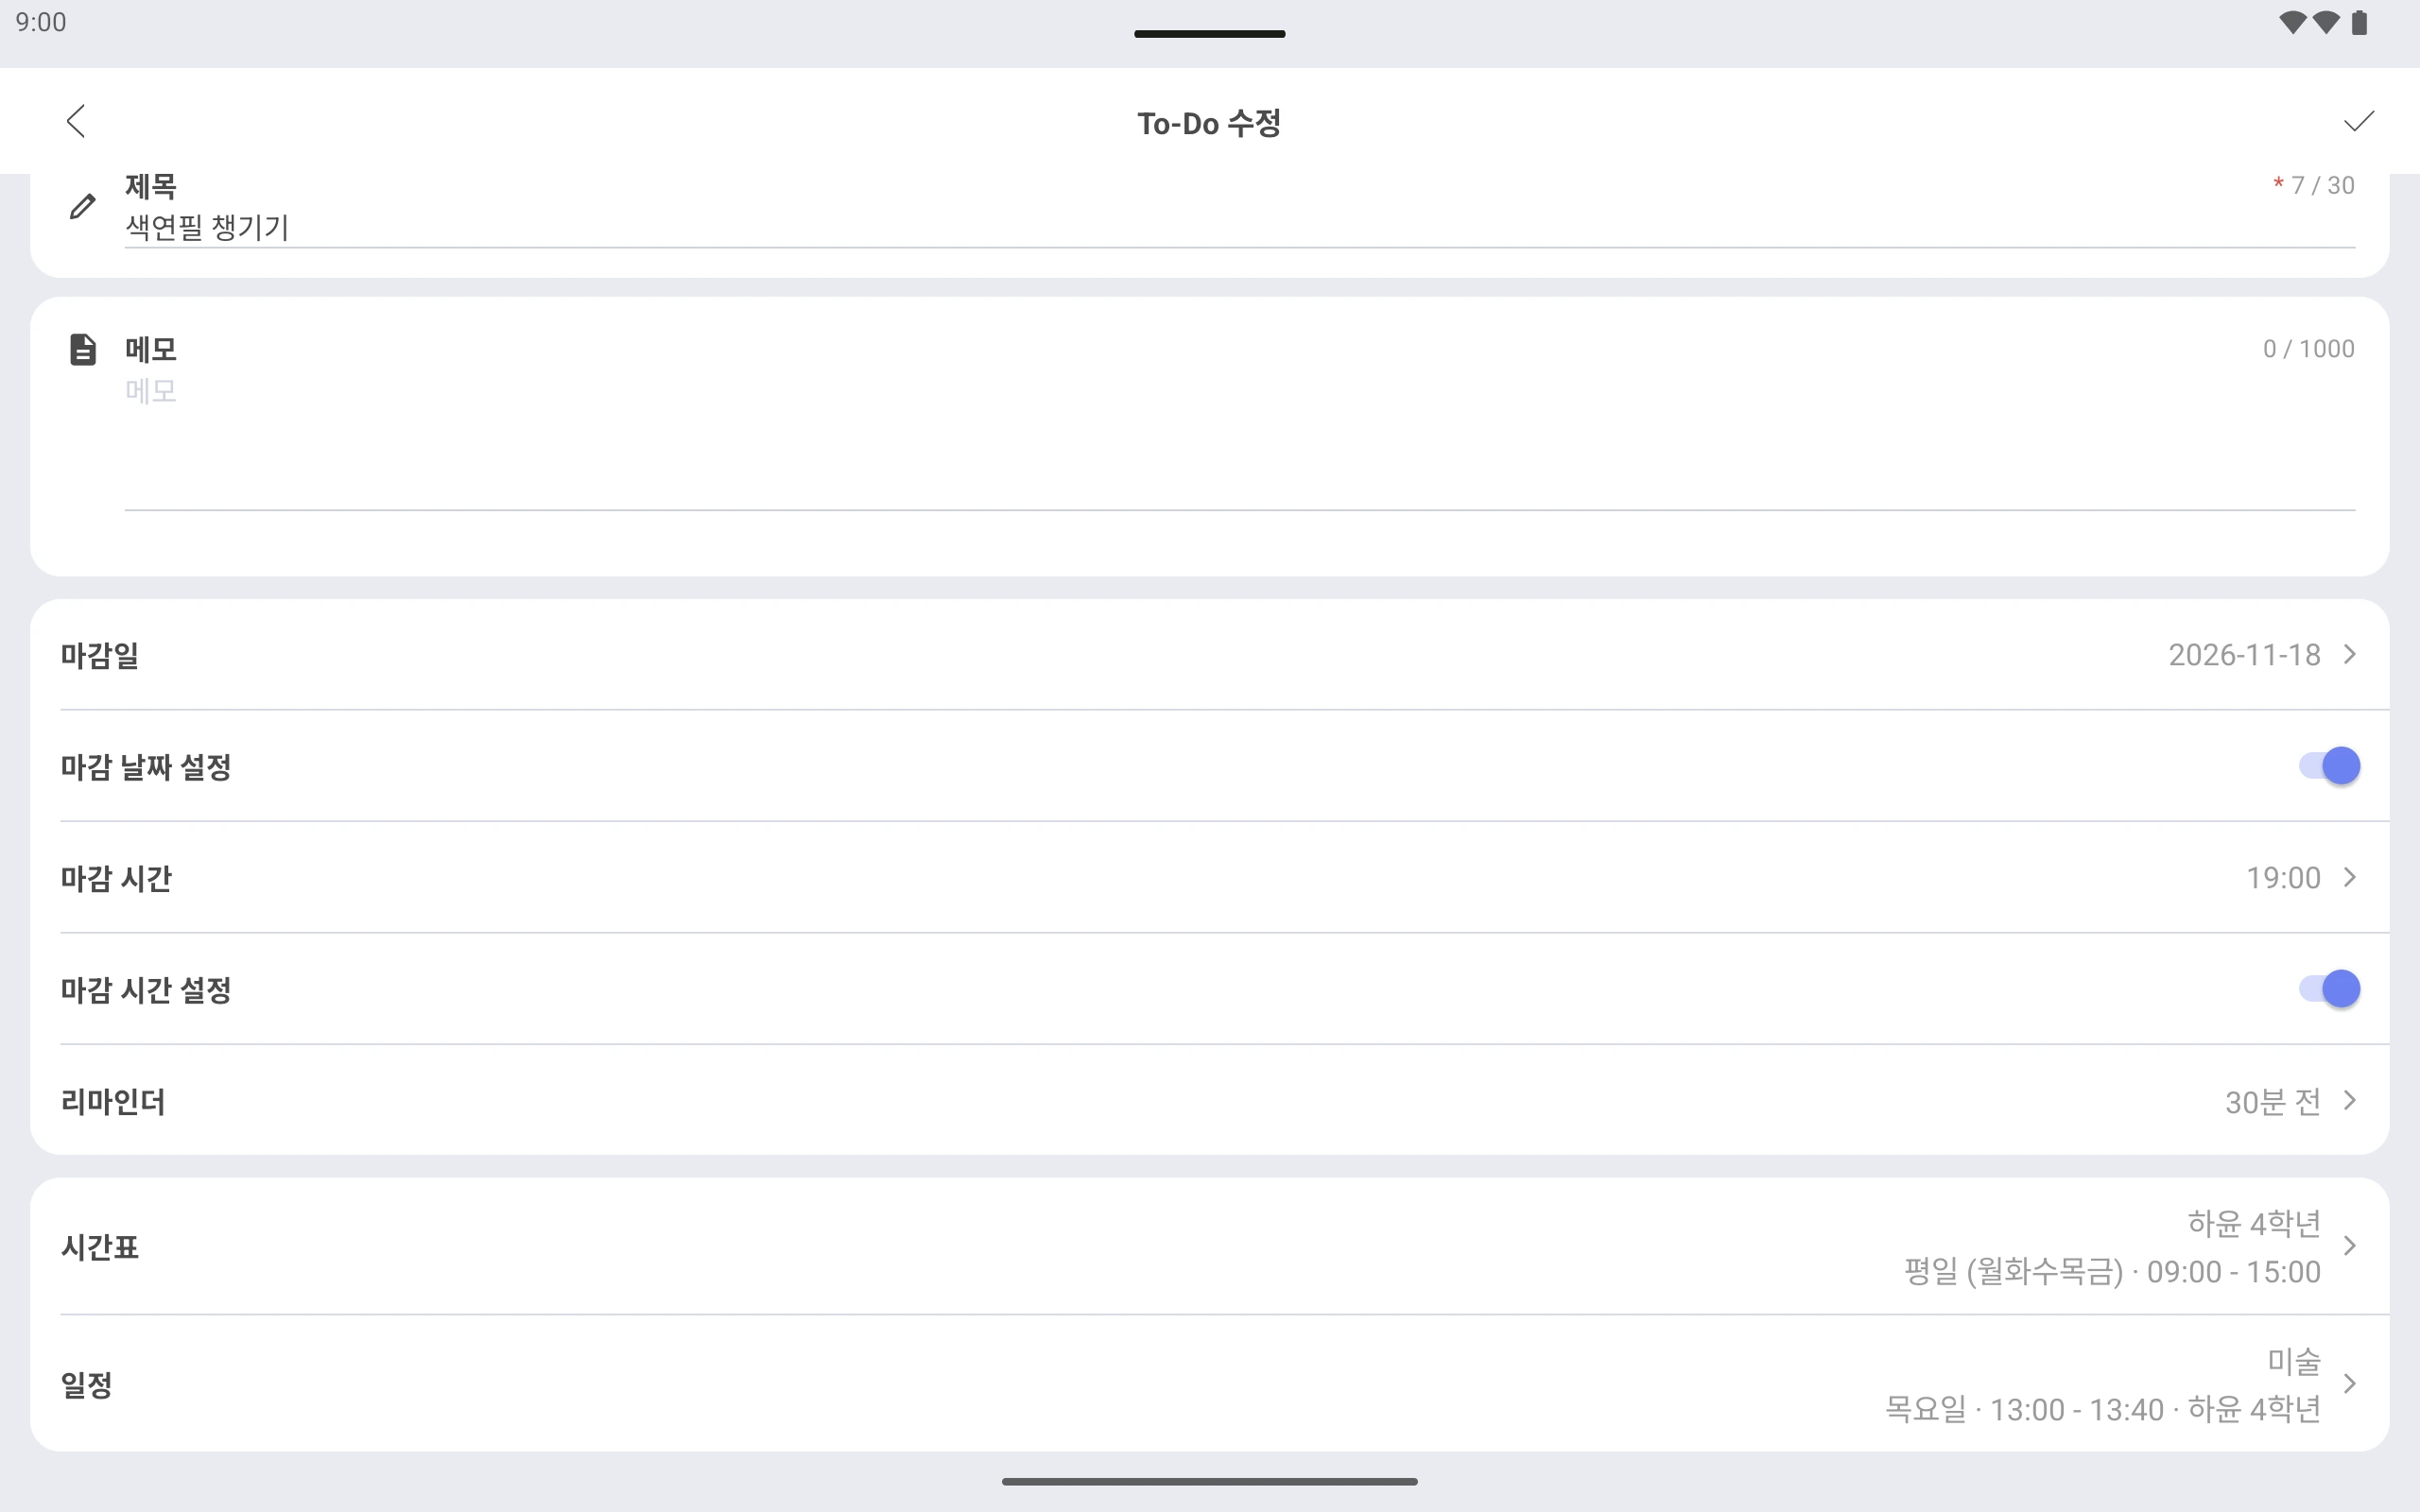 9:00
To-Do 수정
제목
* 7 / 30
색연필 챙기기
메모
0 / 1000
메모
마감일
2026-11-18
마감 날짜 설정
마감 시간
19:00
마감 시간 설정
리마인더
30분 전
시간표
하윤 4학년
평일 (월화수목금) · 09:00 - 15:00
일정
미술
목요일 · 13:00 - 13:40 · 하윤 4학년